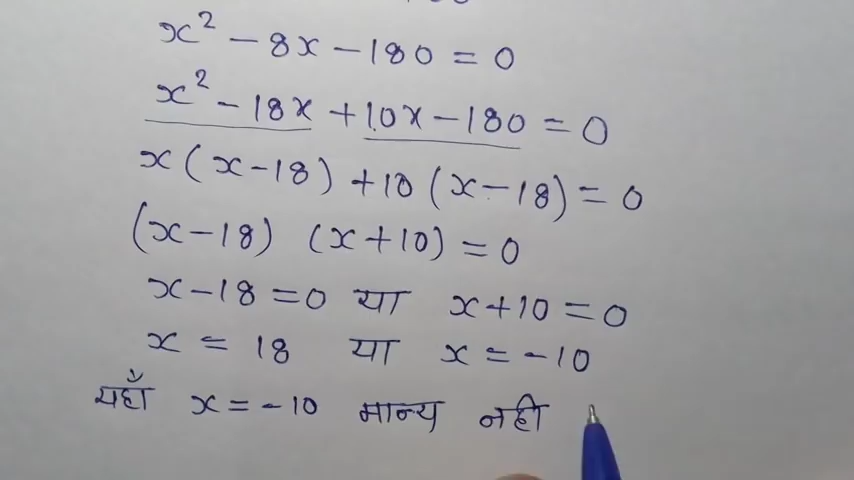 x² - 8x - 180 = 0
x² - 18x + 10x - 180 = 0
x(x-18) + 10(x-18) = 0
(x-18) (x+10) = 0
x-18 = 0 या x+10 = 0
x = 18 या x = -10
यहाँ x = -10 मान्य नही